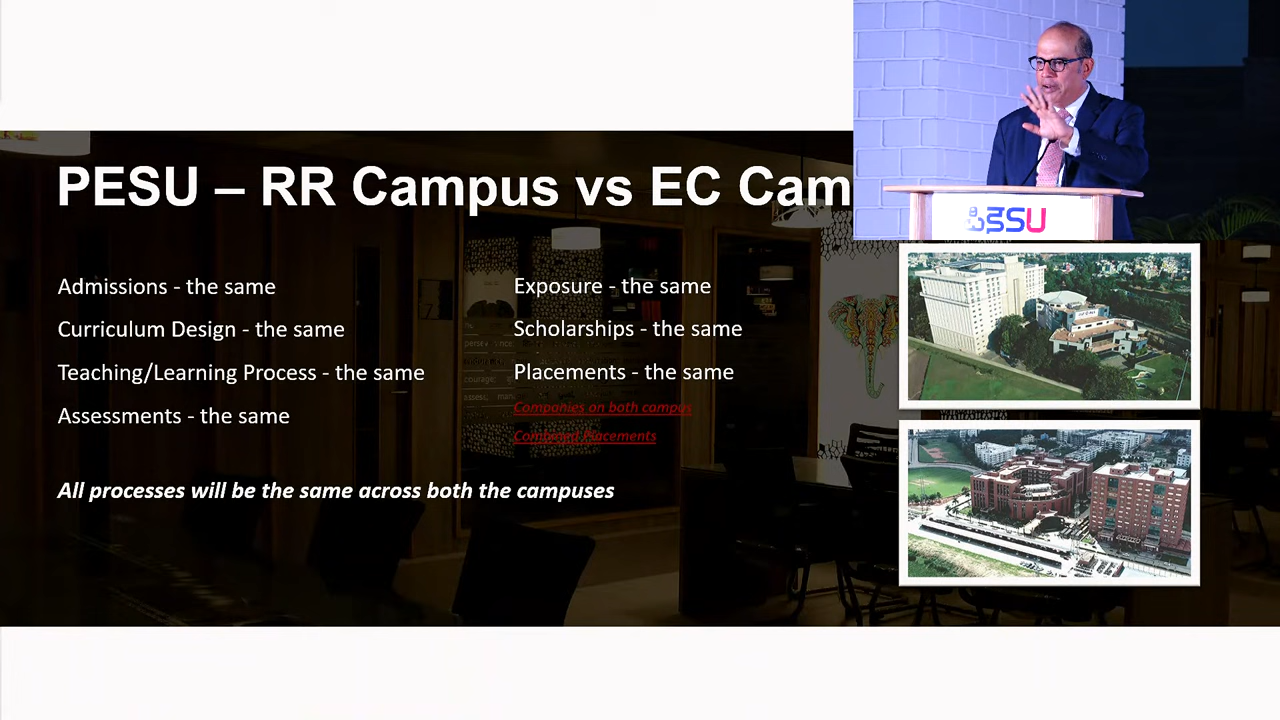 PESU – RR Campus vs EC Cam
Admissions - the same
Curriculum Design - the same
Teaching/Learning Process - the same
Assessments - the same
Exposure - the same
Scholarships - the same
Placements - the same
Companies on both campus
Combined Placements
All processes will be the same across both the campuses
courage: